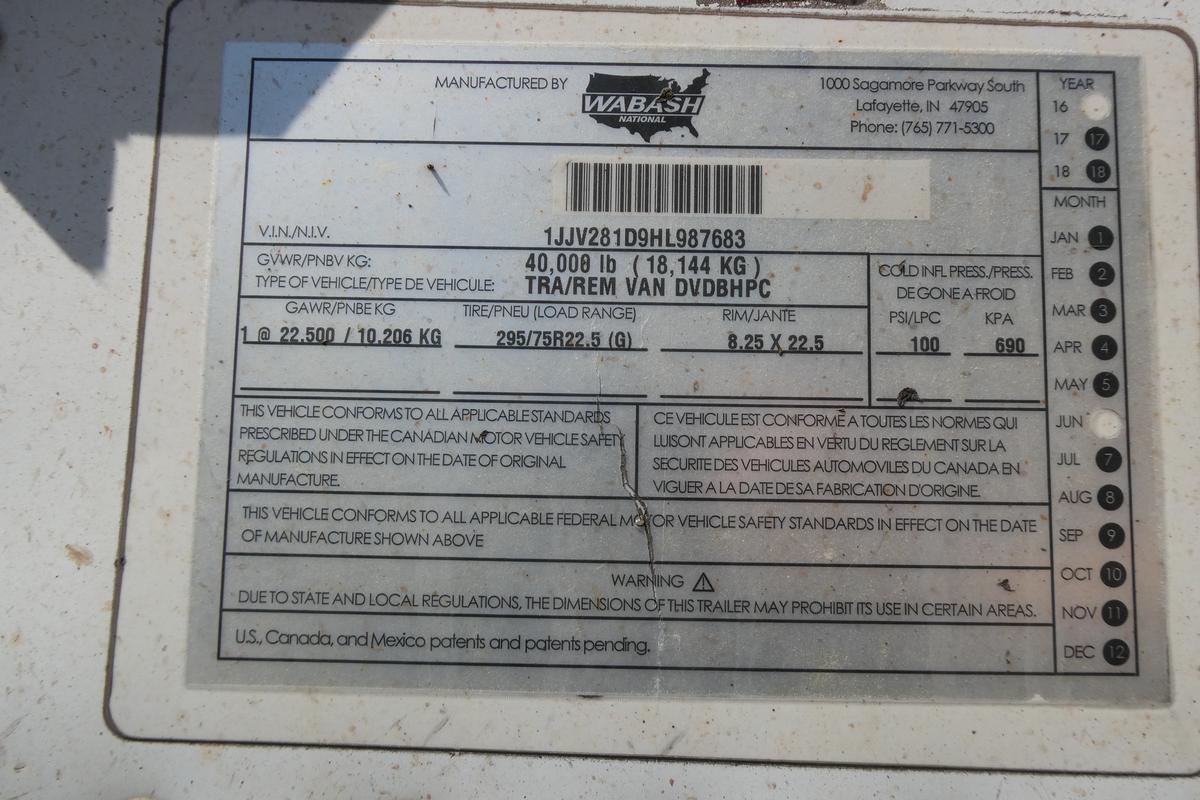 MANUFACTURED BY
WABASH
NATIONAL
1000 Sagamore Parkway South
Lafayette, IN 47905
Phone: (765) 771-5300
V.I.N./N.I.V.
1JJV281D9HL987683
GVWR/PNBV KG:
40,000 lb ( 18,144 KG )
TYPE OF VEHICLE/TYPE DE VEHICULE:
TRA/REM VAN DVDBHPC
GAWR/PNBE KG
TIRE/PNEU (LOAD RANGE)
RIM/JANTE
COLD INFL PRESS./PRESS.
DE GONE A FROID
PSI/LPC KPA
1 @ 22.500 / 10.206 KG
295/75R22.5 (G)
8.25 X 22.5
100
690
THIS VEHICLE CONFORMS TO ALL APPLICABLE STANDARDS
PRESCRIBED UNDER THE CANADIAN MOTOR VEHICLE SAFETY
REGULATIONS IN EFFECT ON THE DATE OF ORIGINAL
MANUFACTURE.
CE VEHICULE EST CONFORME A TOUTES LES NORMES QUI
LUISONT APPLICABLES EN VERTU DU REGLEMENT SUR LA
SECURITE DES VEHICULES AUTOMOVILES DU CANADA EN
VIGUER A LA DATE DE SA FABRICATION D'ORIGINE.
THIS VEHICLE CONFORMS TO ALL APPLICABLE FEDERAL MOTOR VEHICLE SAFETY STANDARDS IN EFFECT ON THE DATE
OF MANUFACTURE SHOWN ABOVE
WARNING
DUE TO STATE AND LOCAL REGULATIONS, THE DIMENSIONS OF THIS TRAILER MAY PROHIBIT ITS USE IN CERTAIN AREAS.
U.S., Canada, and Mexico patents and patents pending.
YEAR
16
17 17
18 18
MONTH
JAN 1
FEB 2
MAR 3
APR 4
MAY 5
JUN
JUL 7
AUG 8
SEP 9
OCT 10
NOV 11
DEC 12